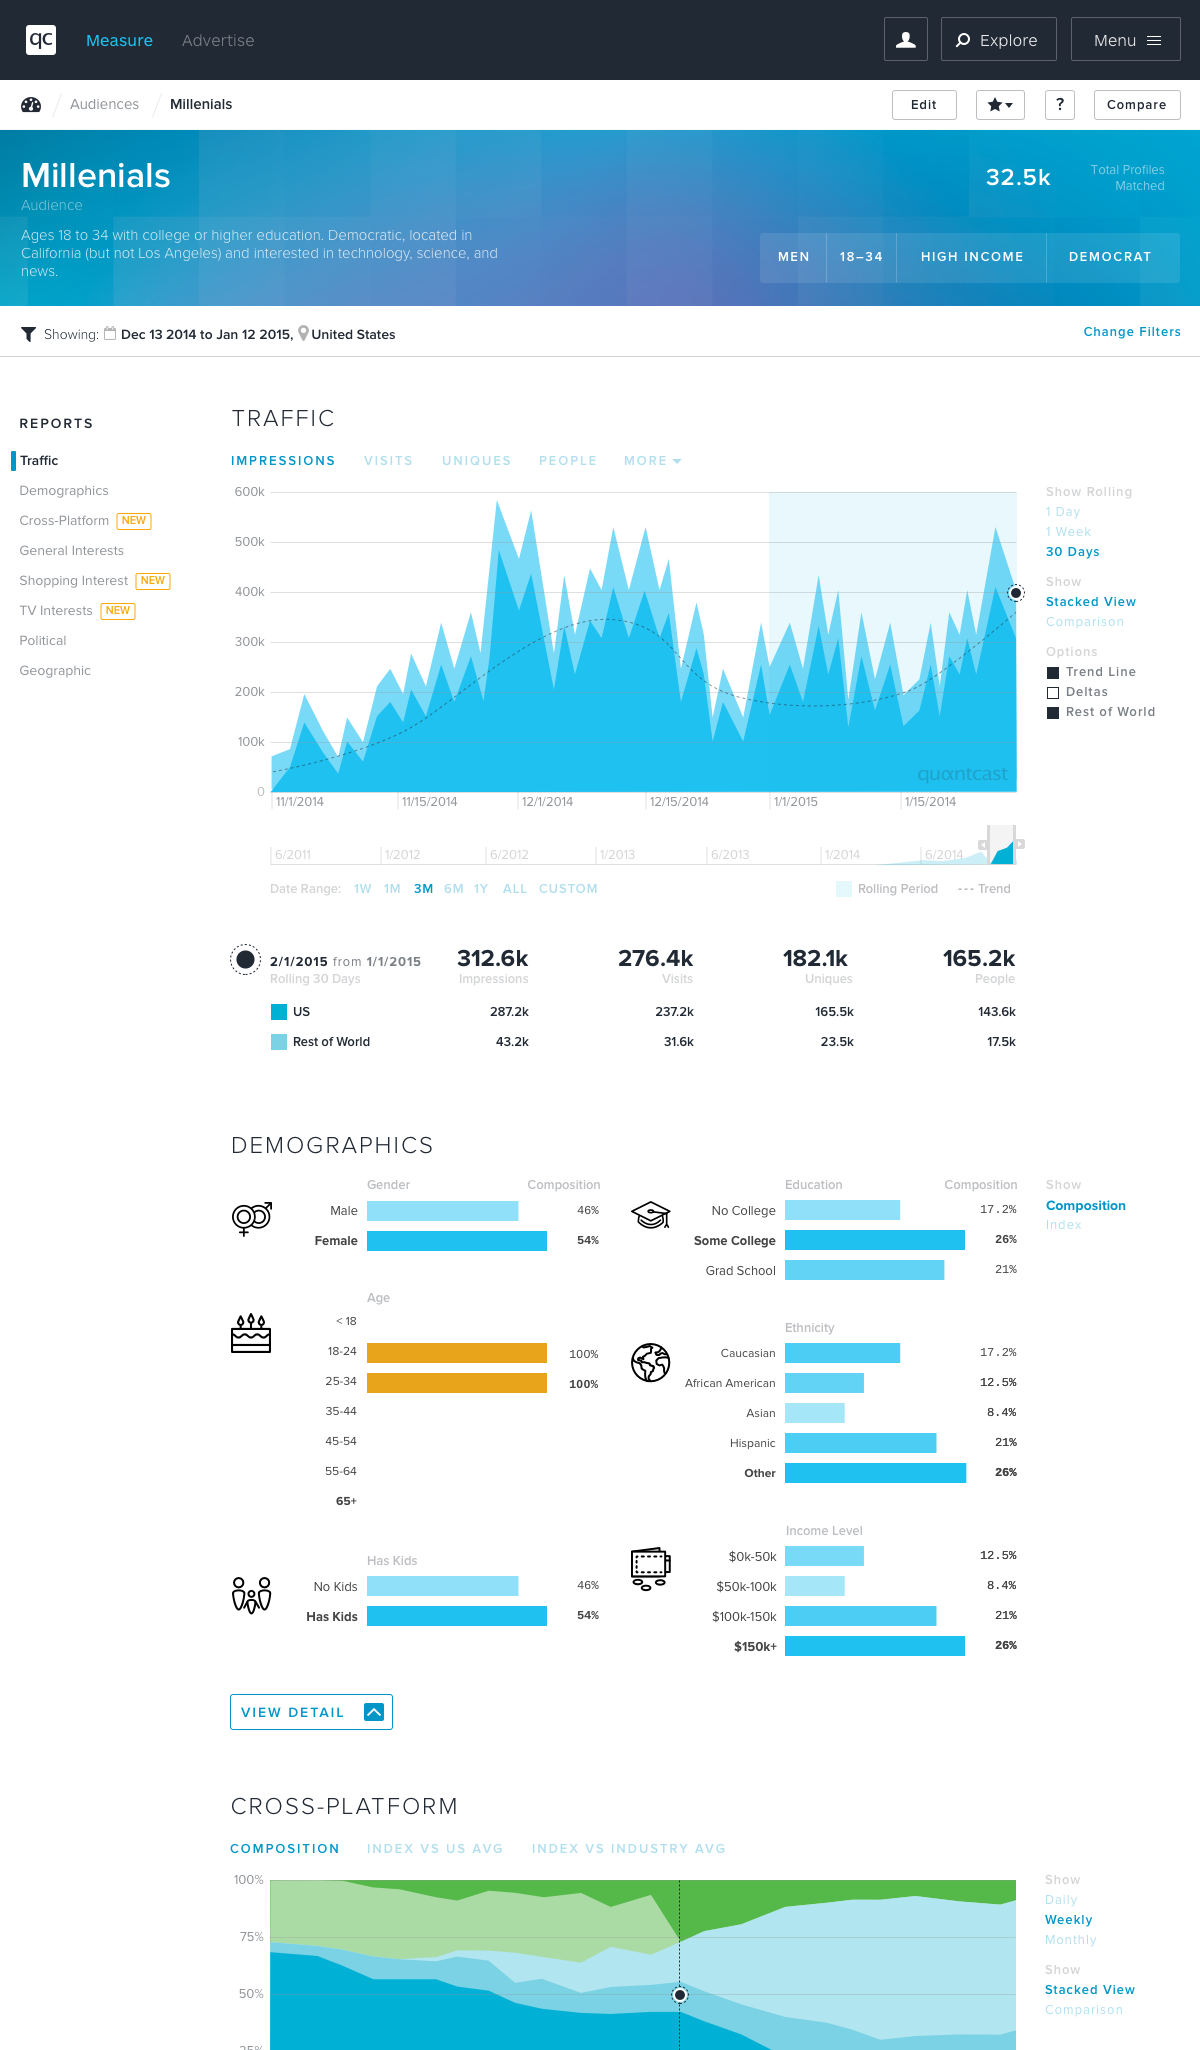 qc Measure Advertise Explore Menu
Audiences Millenials Edit ? Compare
Millenials
Audience
Ages 18 to 34 with college or higher education. Democratic, located in
California (but not Los Angeles) and interested in technology, science, and
news.
32.5k Total Profiles
Matched
MEN 18–34 HIGH INCOME DEMOCRAT
Showing: Dec 13 2014 to Jan 12 2015, United States Change Filters
REPORTS
Traffic
Demographics
Cross-Platform NEW
General Interests
Shopping Interest NEW
TV Interests NEW
Political
Geographic
TRAFFIC
IMPRESSIONS VISITS UNIQUES PEOPLE MORE
600k
500k
400k
300k
200k
100k
0
quantcast
11/1/2014 11/15/2014 12/1/2014 12/15/2014 1/1/2015 1/15/2014
Show Rolling
1 Day
1 Week
30 Days
Show
Stacked View
Comparison
Options
Trend Line
Deltas
Rest of World
6/2011 1/2012 6/2012 1/2013 6/2013 1/2014 6/2014
Date Range: 1W 1M 3M 6M 1Y ALL CUSTOM Rolling Period --- Trend
2/1/2015 from 1/1/2015 312.6k 276.4k 182.1k 165.2k
Rolling 30 Days Impressions Visits Uniques People
US 287.2k 237.2k 165.5k 143.6k
Rest of World 43.2k 31.6k 23.5k 17.5k
DEMOGRAPHICS
Gender Composition
Male 46%
Female 54%
Age
< 18
18-24 100%
25-34 100%
35-44
45-54
55-64
65+
Has Kids
No Kids 46%
Has Kids 54%
Education Composition
No College 17.2%
Some College 26%
Grad School 21%
Ethnicity
Caucasian 17.2%
African American 12.5%
Asian 8.4%
Hispanic 21%
Other 26%
Income Level
$0k-50k 12.5%
$50k-100k 8.4%
$100k-150k 21%
$150k+ 26%
Show
Composition
Index
VIEW DETAIL
CROSS-PLATFORM
COMPOSITION INDEX VS US AVG INDEX VS INDUSTRY AVG
100%
75%
50%
25%
Show
Daily
Weekly
Monthly
Show
Stacked View
Comparison